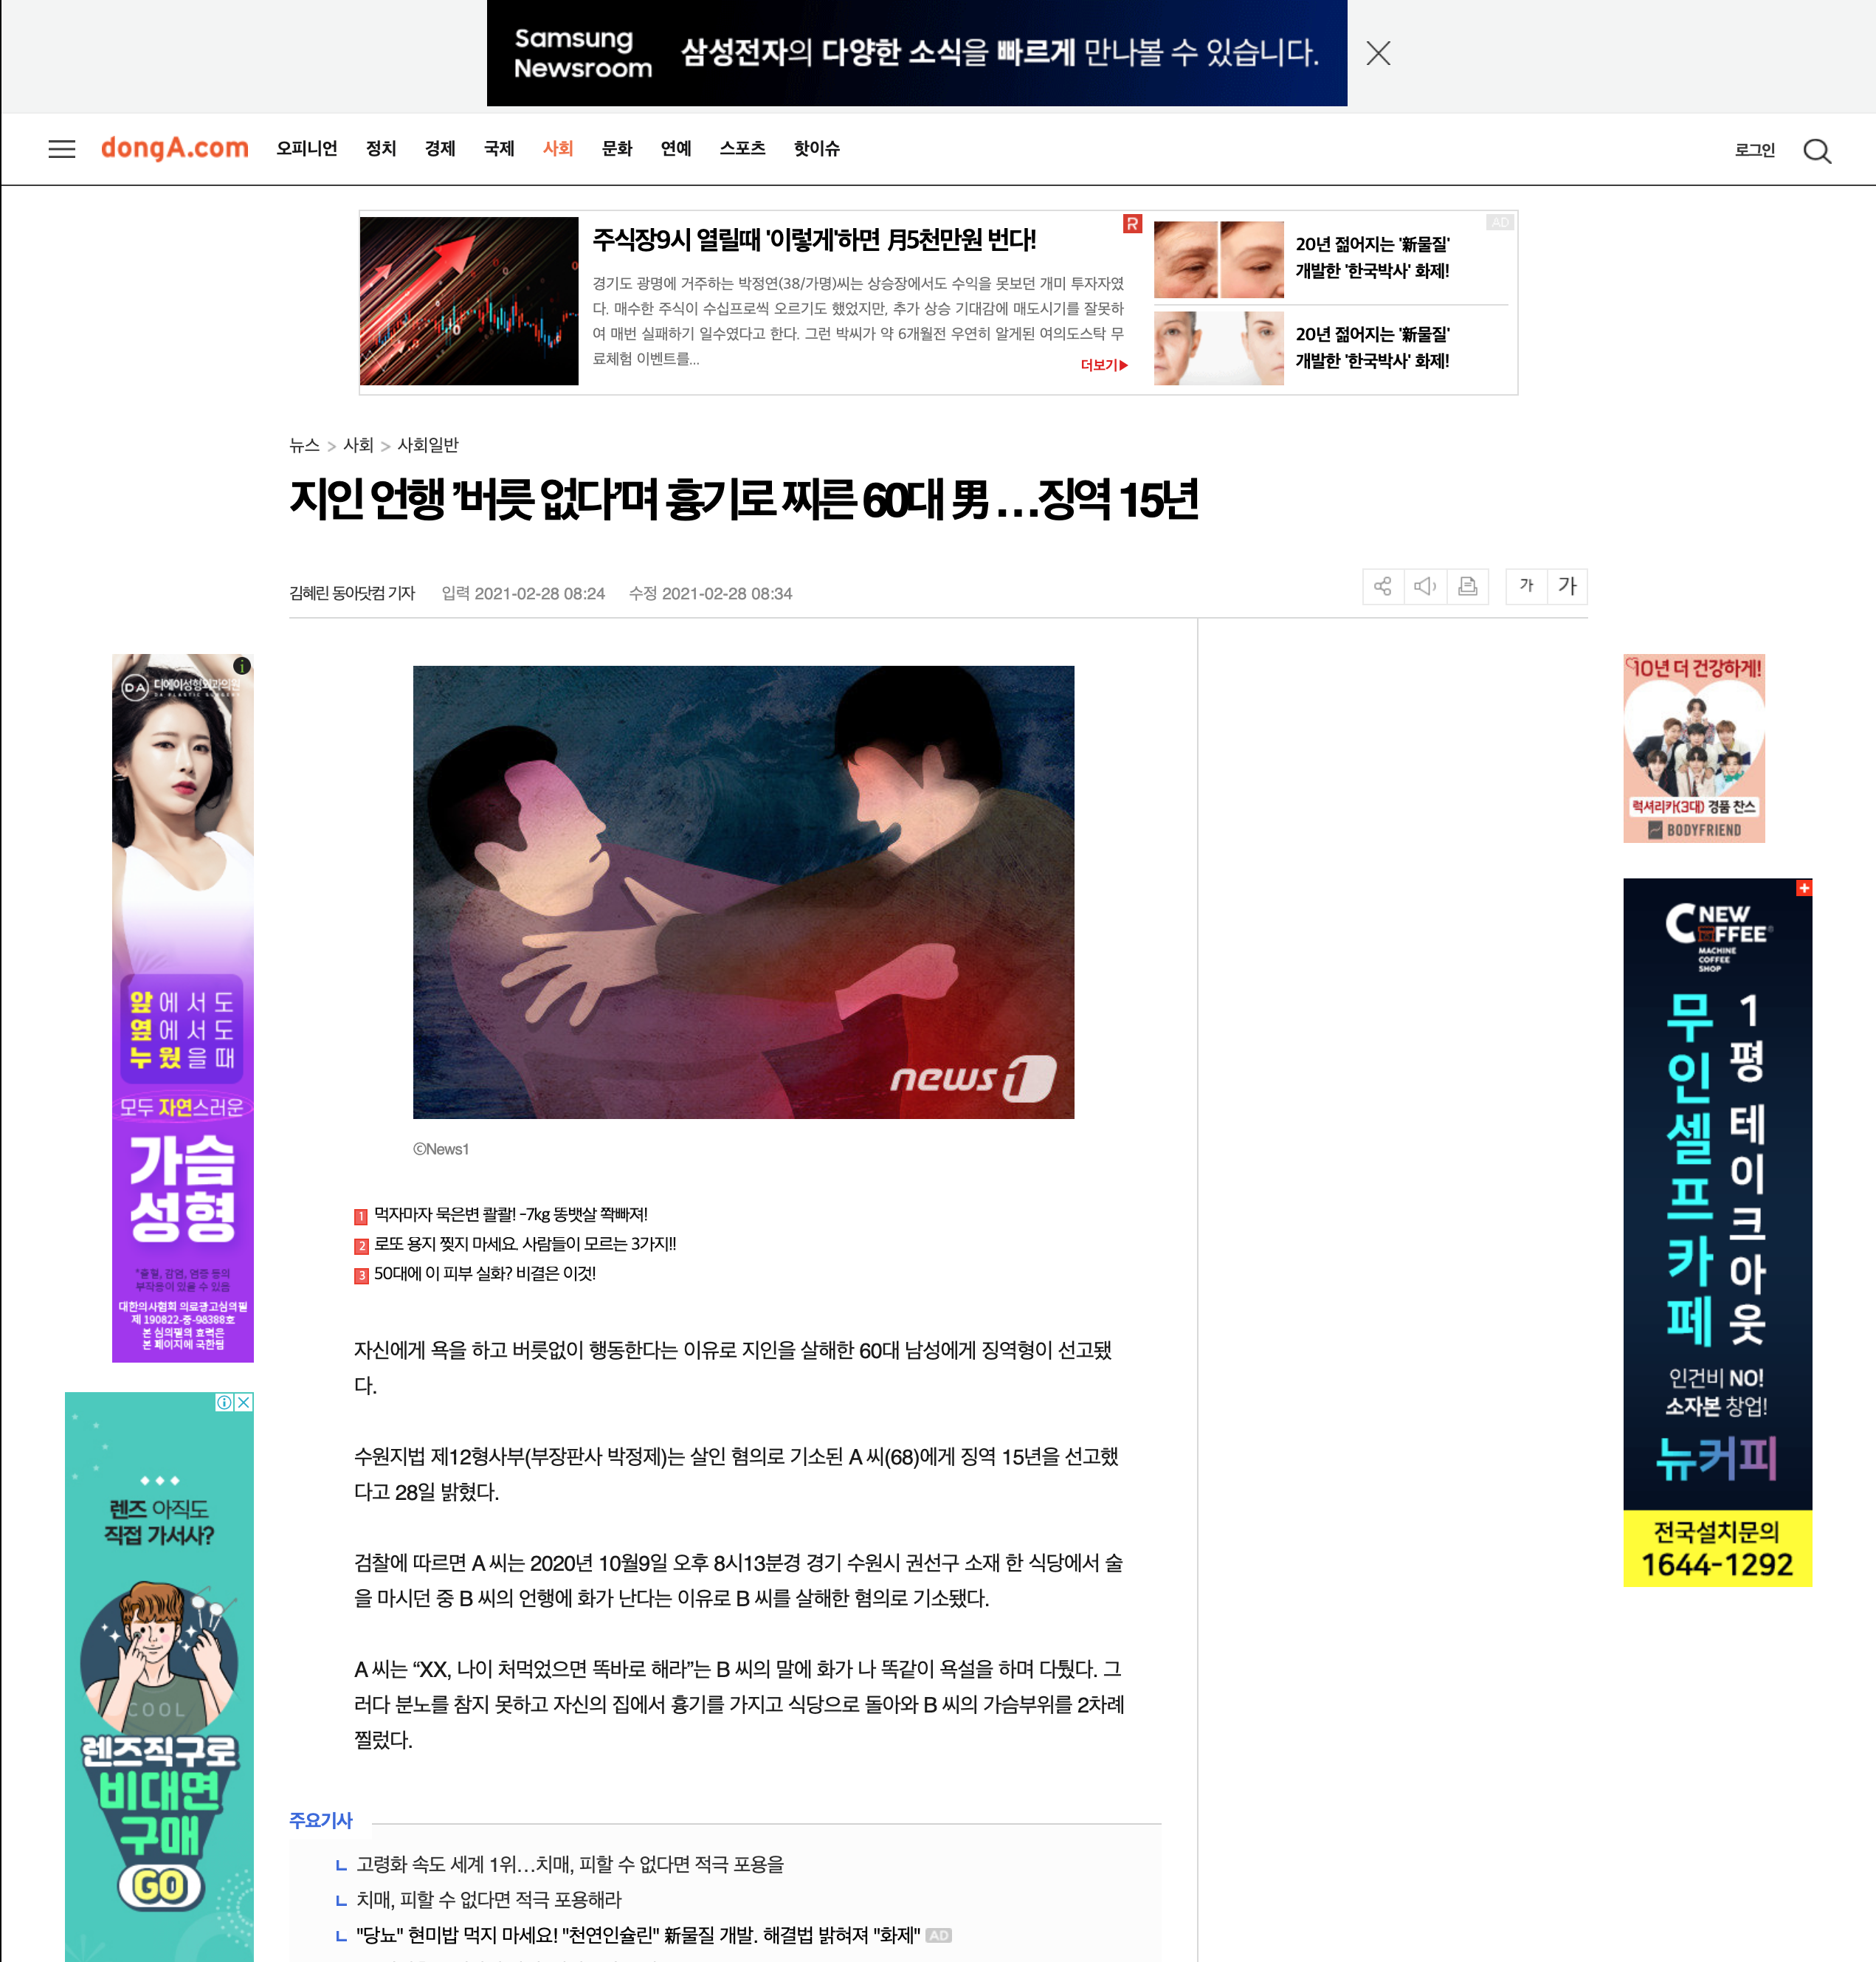 Samsung
Newsroom
삼성전자의 다양한 소식을 빠르게 만나볼 수 있습니다.
dongA.com
오피니언 정치 경제 국제 사회 문화 연예 스포츠 핫이슈
로그인
주식장9시 열릴때 '이렇게'하면 月5천만원 번다!
R
경기도 광명에 거주하는 박정연(38/가명)씨는 상승장에서도 수익을 못보던 개미 투자자였
다. 매수한 주식이 수십프로씩 오르기도 했었지만, 추가 상승 기대감에 매도시기를 잘못하
여 매번 실패하기 일수였다고 한다. 그런 박씨가 약 6개월전 우연히 알게된 여의도스탁 무
료체험 이벤트를...
더보기▶
AD
20년 젊어지는 '新물질'
개발한 '한국박사' 화제!
20년 젊어지는 '新물질'
개발한 '한국박사' 화제!
뉴스 > 사회 > 사회일반
지인 언행 ’버릇 없다’며 흉기로 찌른 60대 男 …징역 15년
김혜린 동아닷컴 기자 입력 2021-02-28 08:24 수정 2021-02-28 08:34
가 가
DA 디에이성형외과의원
앞에서도
옆에서도
누웠을때
모두 자연스러운
가슴
성형
*출혈, 감염, 염증 등의
부작용이 있을 수 있음
대한의사협회 의료광고심의필
제 190822-중-98388호
본 심의필의 효력은
본 페이지에 국한됨
news1
©News1
1 먹자마자 묵은변 콸콸! -7kg 똥뱃살 쫙빠져!
2 로또 용지 찢지 마세요. 사람들이 모르는 3가지!!
3 50대에 이 피부 실화? 비결은 이것!
자신에게 욕을 하고 버릇없이 행동한다는 이유로 지인을 살해한 60대 남성에게 징역형이 선고됐
다.
수원지법 제12형사부(부장판사 박정제)는 살인 혐의로 기소된 A 씨(68)에게 징역 15년을 선고했
다고 28일 밝혔다.
검찰에 따르면 A 씨는 2020년 10월9일 오후 8시13분경 경기 수원시 권선구 소재 한 식당에서 술
을 마시던 중 B 씨의 언행에 화가 난다는 이유로 B 씨를 살해한 혐의로 기소됐다.
A 씨는 “XX, 나이 처먹었으면 똑바로 해라”는 B 씨의 말에 화가 나 똑같이 욕설을 하며 다퉜다. 그
러다 분노를 참지 못하고 자신의 집에서 흉기를 가지고 식당으로 돌아와 B 씨의 가슴부위를 2차례
찔렀다.
주요기사
고령화 속도 세계 1위…치매, 피할 수 없다면 적극 포용을
치매, 피할 수 없다면 적극 포용해라
"당뇨" 현미밥 먹지 마세요! "천연인슐린" 新물질 개발. 해결법 밝혀져 "화제" AD
렌즈 아직도
직접 가서사?
COOL
렌즈직구로
비대면
구매
GO
10년 더 건강하게!
럭셔리카(3대) 경품 찬스
BODYFRIEND
NEW
COFFEE
MACHINE
COFFEE
SHOP
1평 테이크아웃
무인셀프카페
인건비 NO!
소자본 창업!
뉴커피
전국설치문의
1644-1292